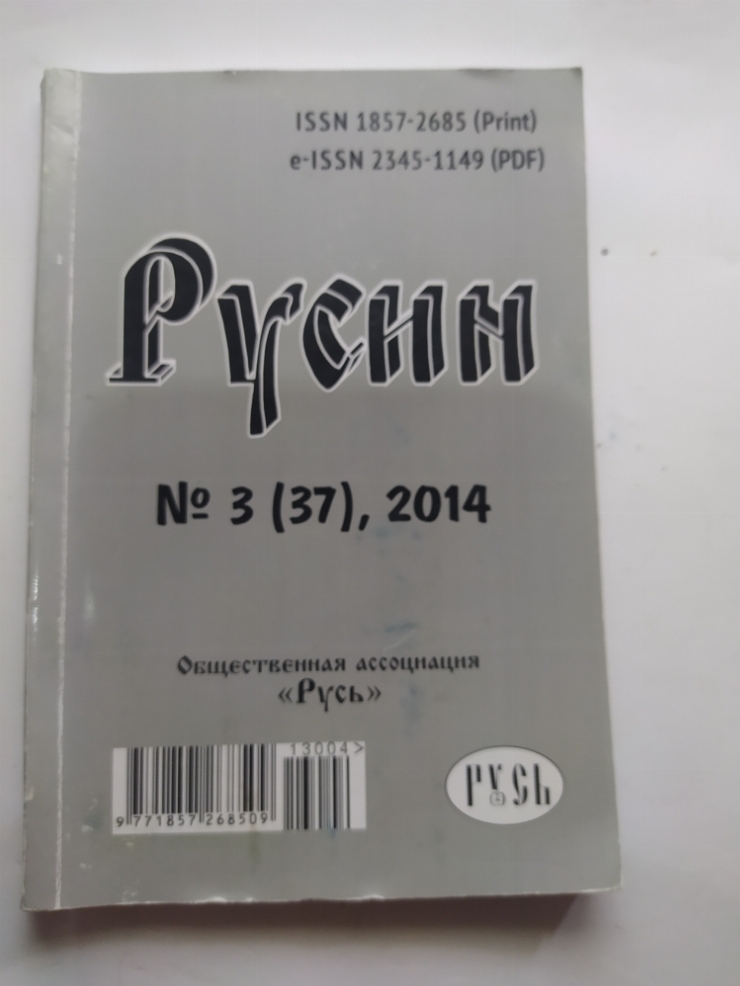 ISSN 1857-2685 (Print)
e-ISSN 2345-1149 (PDF)
Русин
№ 3 (37), 2014
Общественная ассоциация
«Русь»
13004>
9 771857 268509
РУСЬ